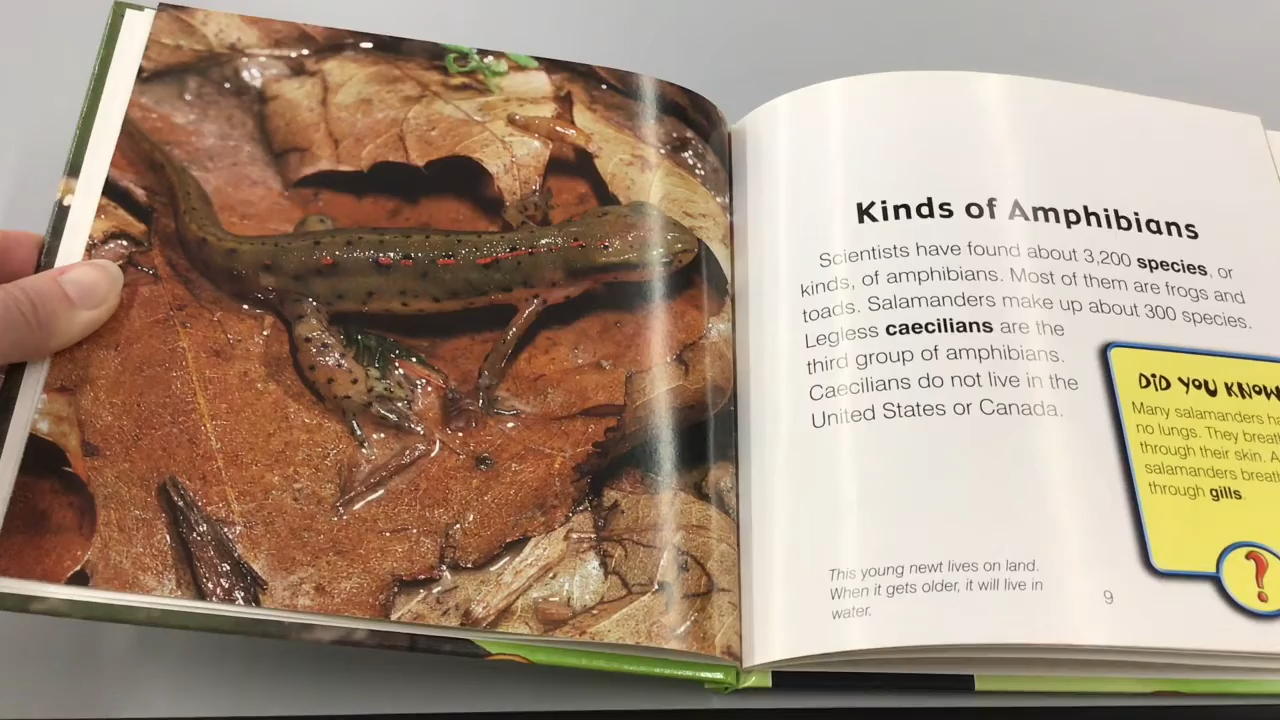 Kinds of Amphibians
Scientists have found about 3,200 species, or
kinds, of amphibians. Most of them are frogs and
toads. Salamanders make up about 300 species.
Legless caecilians are the
third group of amphibians.
Caecilians do not live in the
United States or Canada.
DiD YOU KNOW
Many salamanders
no lungs. They
through their skin.
salamanders
through gills.
This young newt lives on land.
When it gets older, it will live in
water.
9
?